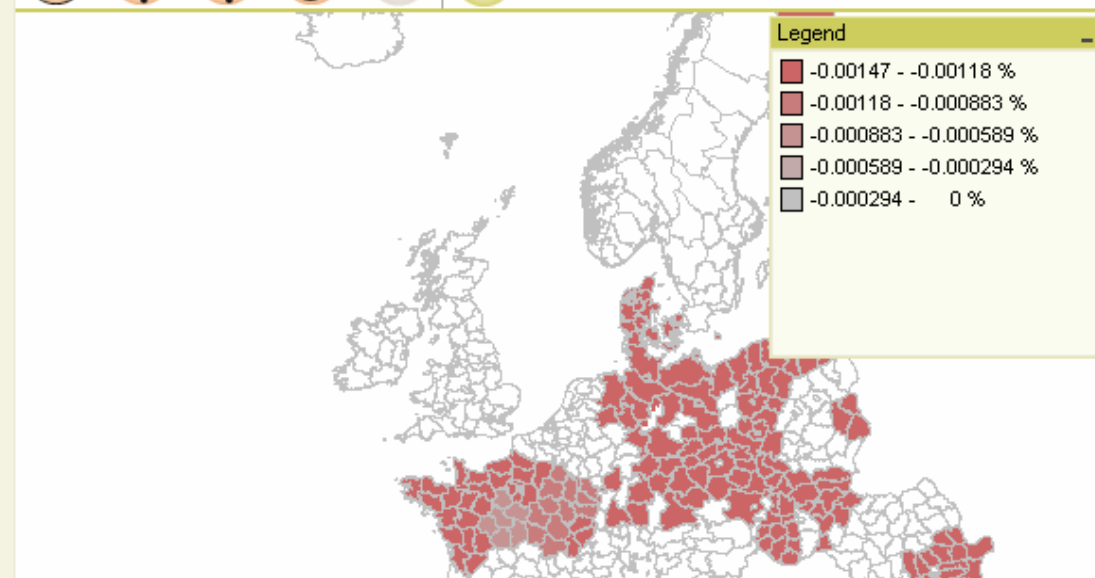 Legend
-0.00147 - -0.00118 %
-0.00118 - -0.000883 %
-0.000883 - -0.000589 %
-0.000589 - -0.000294 %
-0.000294 - 0 %